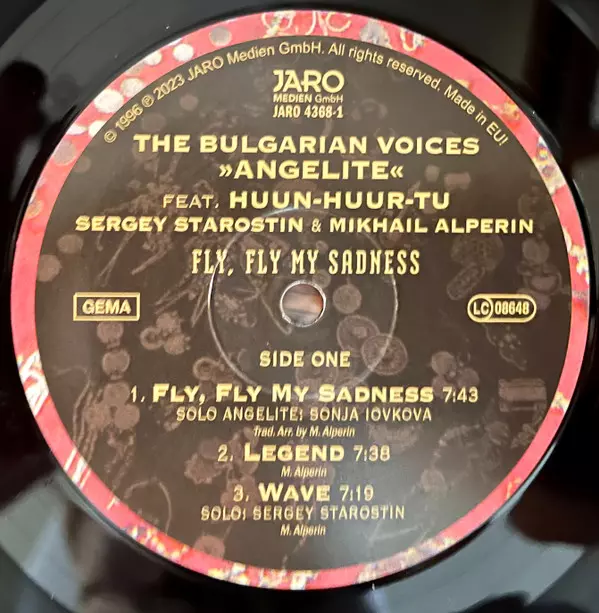 © 1996 ℗ 2023 JARO Medien GmbH. All rights reserved. Made in EU!
JARO
MEDIEN GmbH
JARO 4368-1
THE BULGARIAN VOICES
»ANGELITE«
FEAT. HUUN-HUUR-TU
SERGEY STAROSTIN & MIKHAIL ALPERIN
FLY, FLY MY SADNESS
GEMA
LC 08648
SIDE ONE
1. FLY, FLY MY SADNESS 7:43
SOLO ANGELITE: SONJA IOVKOVA
Trad. Arr. by M. Alperin
2. LEGEND 7:38
M. Alperin
3. WAVE 7:19
SOLO: SERGEY STAROSTIN
M. Alperin